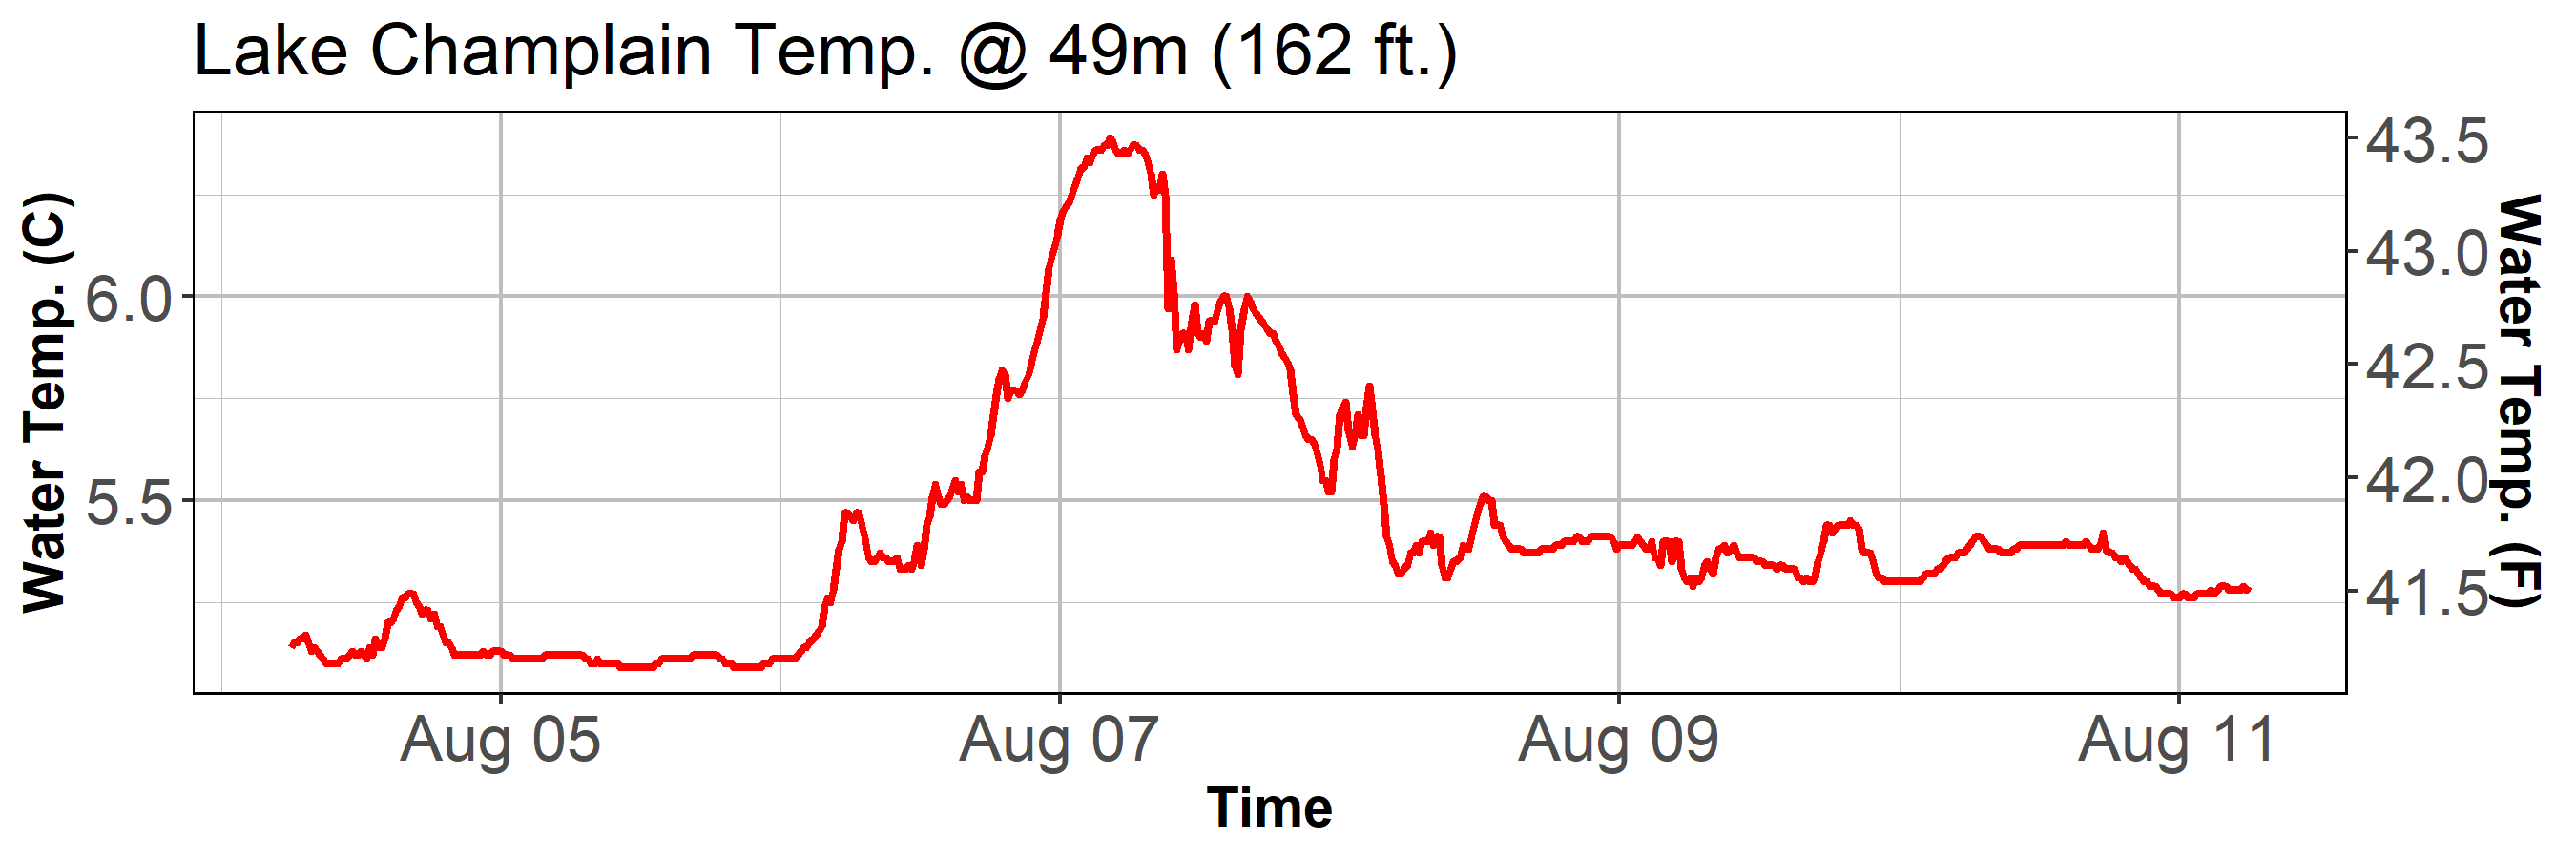 Lake Champlain Temp. @ 49m (162 ft.)
Water Temp. (C)
6.0
5.5
43.5
43.0
42.5
42.0
41.5
Water Temp. (F)
Aug 05
Aug 07
Aug 09
Aug 11
Time